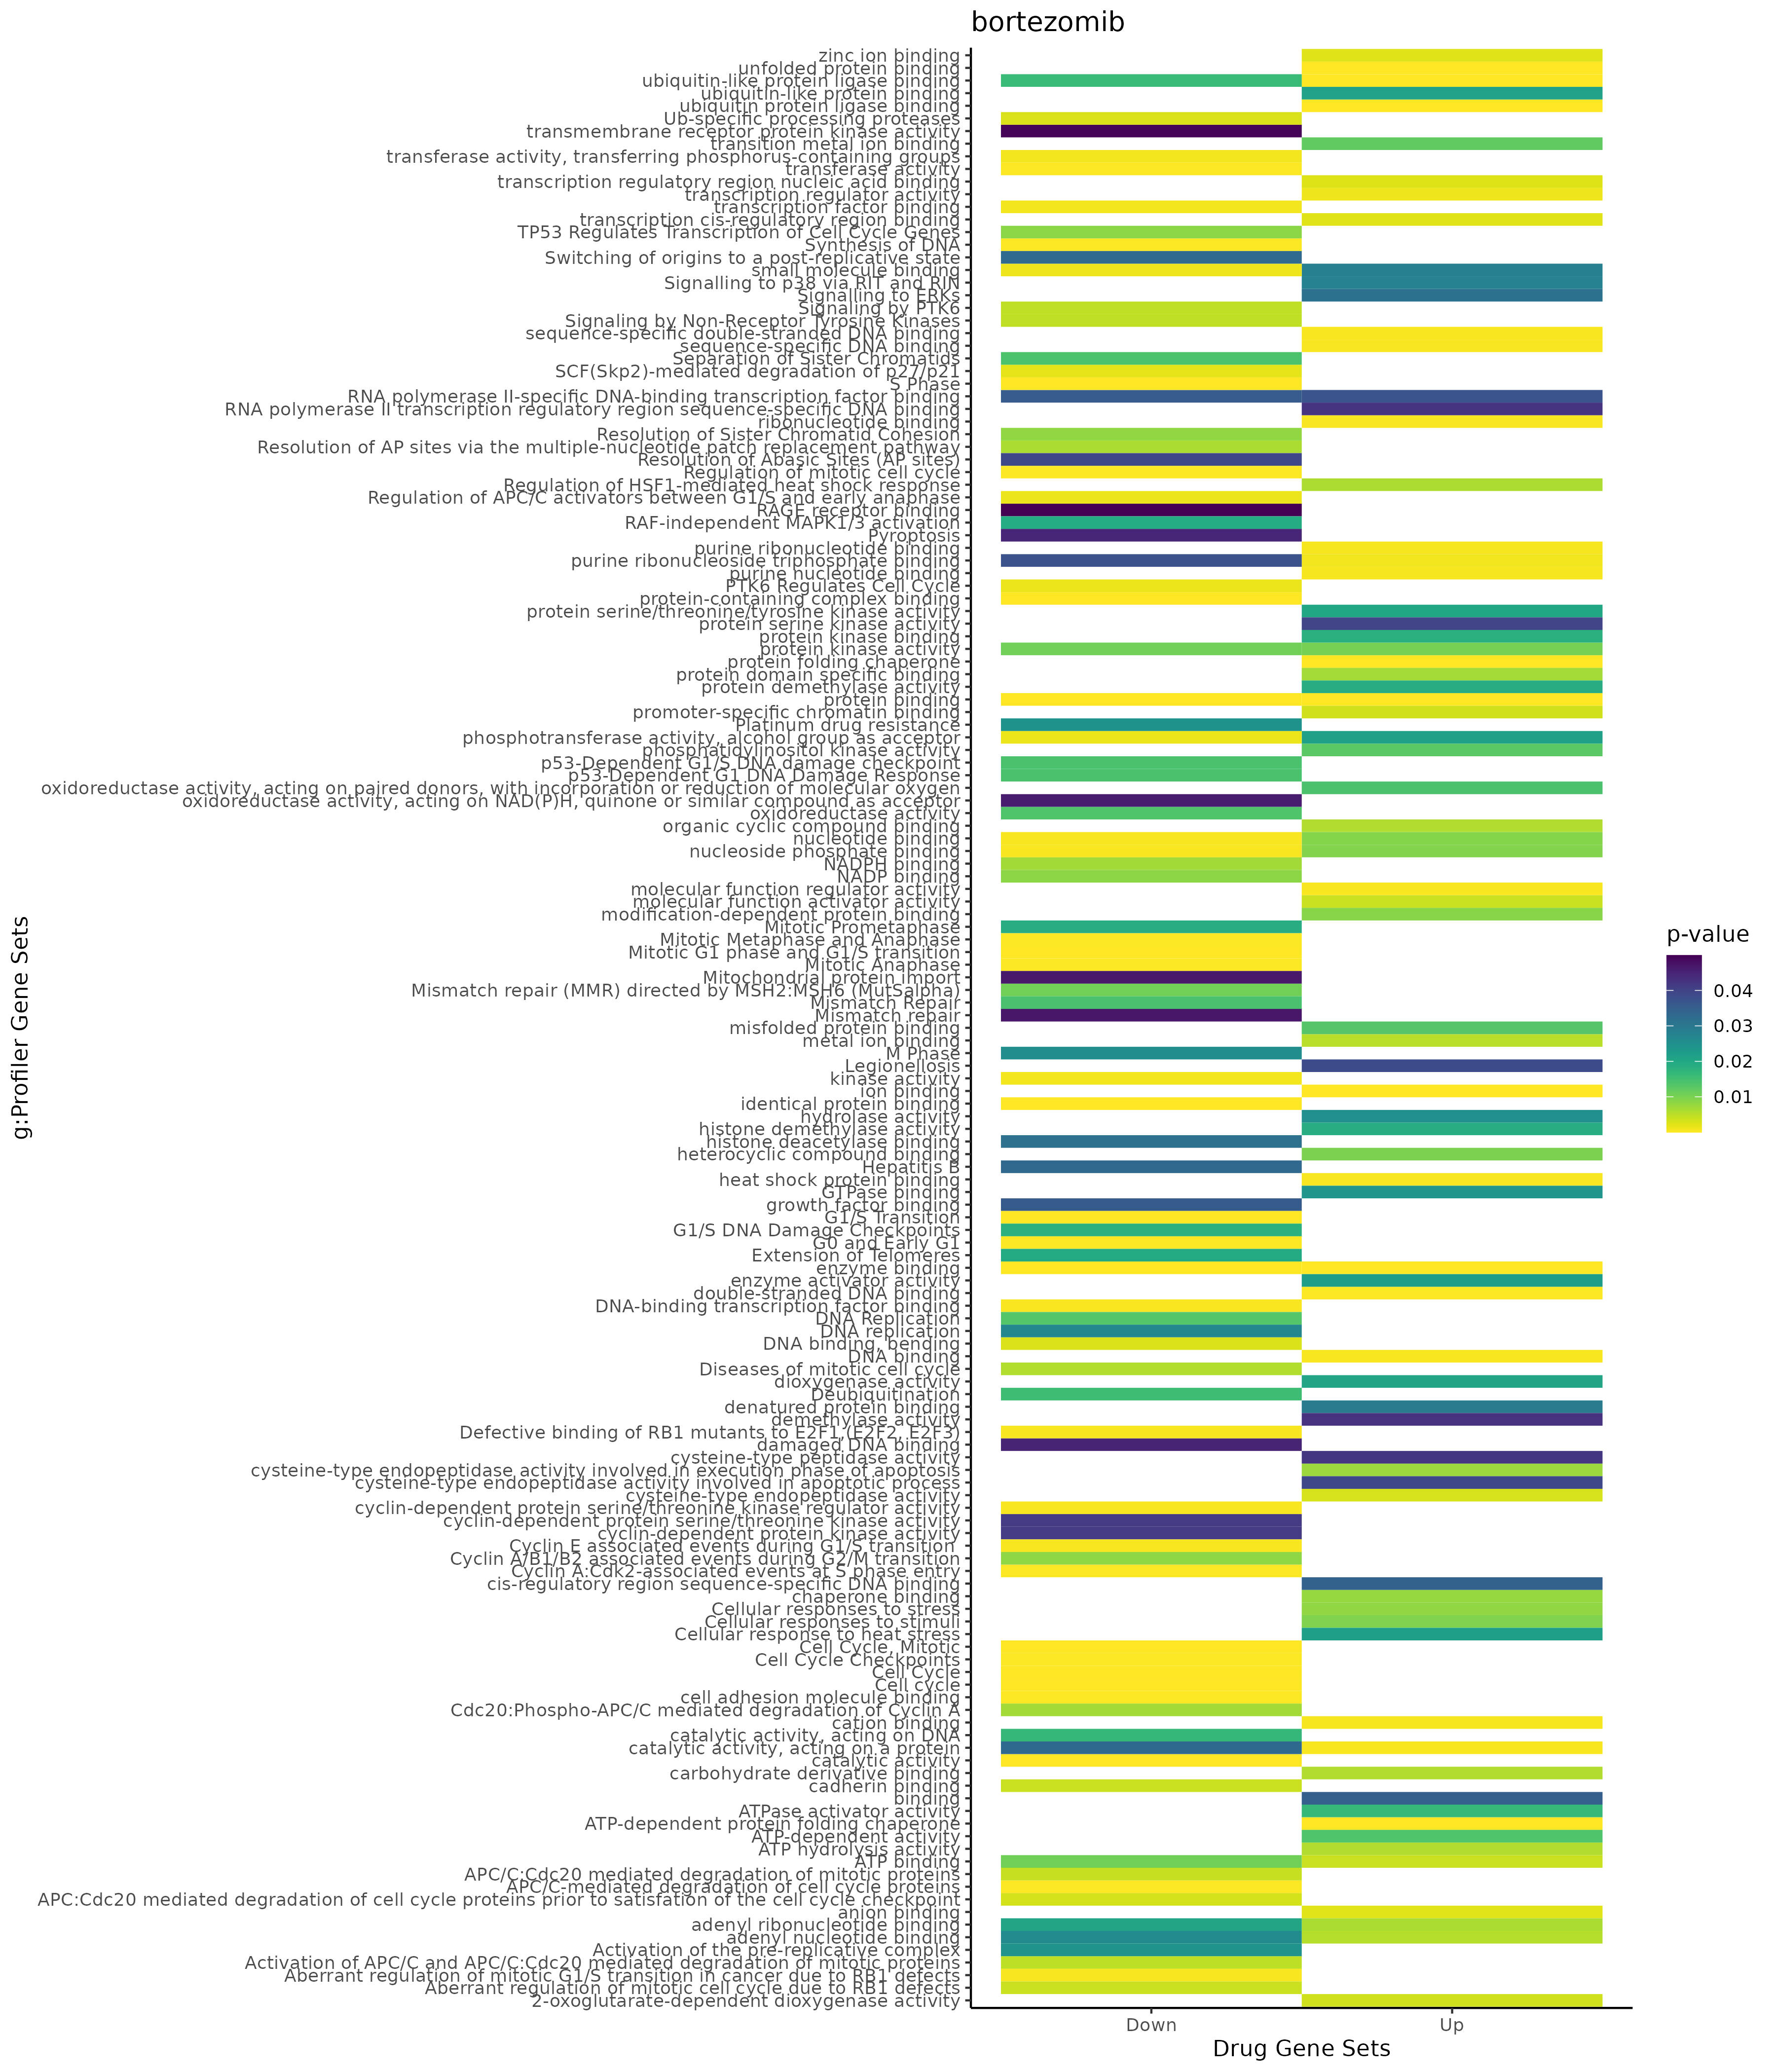 bortezomib
zinc ion binding
unfolded protein binding
ubiquitin-like protein ligase binding
ubiquitin-like protein binding
ubiquitin protein ligase binding
Ub-specific processing proteases
transmembrane receptor protein kinase activity
transition metal ion binding
transferase activity, transferring phosphorus-containing groups
transferase activity
transcription regulatory region nucleic acid binding
transcription regulator activity
transcription factor binding
transcription cis-regulatory region binding
TP53 Regulates Transcription of Cell Cycle Genes
Synthesis of DNA
Switching of origins to a post-replicative state
small molecule binding
Signalling to p38 via RIT and RIN
Signalling to ERKs
Signaling by PTK6
Signaling by Non-Receptor Tyrosine Kinases
sequence-specific double-stranded DNA binding
sequence-specific DNA binding
Separation of Sister Chromatids
SCF(Skp2)-mediated degradation of p27/p21
S Phase
RNA polymerase II-specific DNA-binding transcription factor binding
RNA polymerase II transcription regulatory region sequence-specific DNA binding
ribonucleotide binding
Resolution of Sister Chromatid Cohesion
Resolution of AP sites via the multiple-nucleotide patch replacement pathway
Resolution of Abasic Sites (AP sites)
Regulation of mitotic cell cycle
Regulation of HSF1-mediated heat shock response
Regulation of APC/C activators between G1/S and early anaphase
RAGE receptor binding
RAF-independent MAPK1/3 activation
Pyroptosis
purine ribonucleotide binding
purine ribonucleoside triphosphate binding
purine nucleotide binding
PTK6 Regulates Cell Cycle
protein-containing complex binding
protein serine/threonine/tyrosine kinase activity
protein serine kinase activity
protein kinase binding
protein kinase activity
protein folding chaperone
protein domain specific binding
protein demethylase activity
protein binding
promoter-specific chromatin binding
Platinum drug resistance
phosphotransferase activity, alcohol group as acceptor
phosphatidylinositol kinase activity
p53-Dependent G1/S DNA damage checkpoint
p53-Dependent G1 DNA Damage Response
oxidoreductase activity, acting on paired donors, with incorporation or reduction of molecular oxygen
oxidoreductase activity, acting on NAD(P)H, quinone or similar compound as acceptor
oxidoreductase activity
organic cyclic compound binding
nucleotide binding
nucleoside phosphate binding
NADPH binding
NADP binding
molecular function regulator activity
molecular function activator activity
modification-dependent protein binding
Mitotic Prometaphase
Mitotic Metaphase and Anaphase
Mitotic G1 phase and G1/S transition
Mitotic Anaphase
Mitochondrial protein import
Mismatch repair (MMR) directed by MSH2:MSH6 (MutSalpha)
Mismatch Repair
Mismatch repair
misfolded protein binding
metal ion binding
M Phase
Legionellosis
kinase activity
ion binding
identical protein binding
hydrolase activity
histone demethylase activity
histone deacetylase binding
heterocyclic compound binding
Hepatitis B
heat shock protein binding
GTPase binding
growth factor binding
G1/S Transition
G1/S DNA Damage Checkpoints
G0 and Early G1
Extension of Telomeres
enzyme binding
enzyme activator activity
double-stranded DNA binding
DNA-binding transcription factor binding
DNA Replication
DNA replication
DNA binding, bending
DNA binding
Diseases of mitotic cell cycle
dioxygenase activity
Deubiquitination
denatured protein binding
demethylase activity
Defective binding of RB1 mutants to E2F1,(E2F2, E2F3)
damaged DNA binding
cysteine-type peptidase activity
cysteine-type endopeptidase activity involved in execution phase of apoptosis
cysteine-type endopeptidase activity involved in apoptotic process
cysteine-type endopeptidase activity
cyclin-dependent protein serine/threonine kinase regulator activity
cyclin-dependent protein serine/threonine kinase activity
cyclin-dependent protein kinase activity
Cyclin E associated events during G1/S transition
Cyclin A/B1/B2 associated events during G2/M transition
Cyclin A:Cdk2-associated events at S phase entry
cis-regulatory region sequence-specific DNA binding
chaperone binding
Cellular responses to stress
Cellular responses to stimuli
Cellular response to heat stress
Cell Cycle, Mitotic
Cell Cycle Checkpoints
Cell Cycle
Cell cycle
cell adhesion molecule binding
Cdc20:Phospho-APC/C mediated degradation of Cyclin A
cation binding
catalytic activity, acting on DNA
catalytic activity, acting on a protein
catalytic activity
carbohydrate derivative binding
cadherin binding
binding
ATPase activator activity
ATP-dependent protein folding chaperone
ATP-dependent activity
ATP hydrolysis activity
ATP binding
APC/C:Cdc20 mediated degradation of mitotic proteins
APC/C-mediated degradation of cell cycle proteins
APC:Cdc20 mediated degradation of cell cycle proteins prior to satisfation of the cell cycle checkpoint
anion binding
adenyl ribonucleotide binding
adenyl nucleotide binding
Activation of the pre-replicative complex
Activation of APC/C and APC/C:Cdc20 mediated degradation of mitotic proteins
Aberrant regulation of mitotic G1/S transition in cancer due to RB1 defects
Aberrant regulation of mitotic cell cycle due to RB1 defects
2-oxoglutarate-dependent dioxygenase activity
g:Profiler Gene Sets
Down
Up
Drug Gene Sets
p-value
0.04
0.03
0.02
0.01